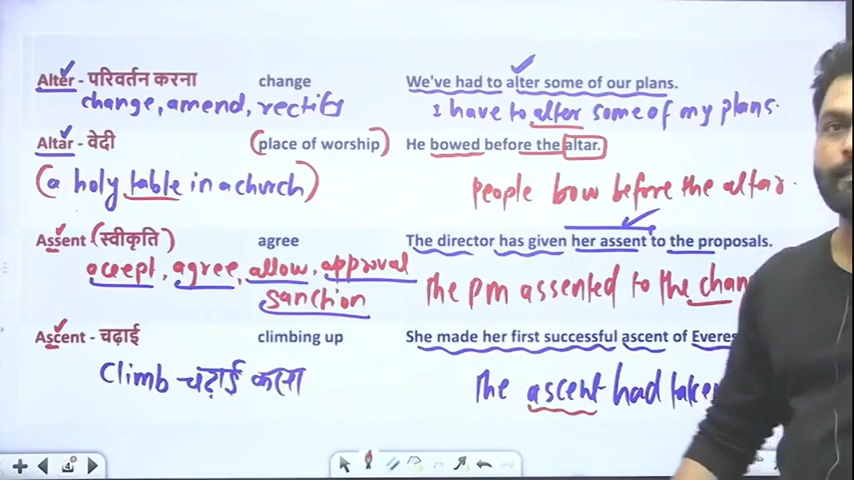 Alter - परिवर्तन करना change We've had to alter some of our plans.
change, amend, rectify I have to alter some of my plans.
Altar - वेदी (place of worship) He bowed before the altar.
(a holy table in a church) People bow before the altar.
Assent (स्वीकृति) agree The director has given her assent to the proposals.
accept, agree, allow, approval The PM assented to the chan
sanction
Ascent - चढ़ाई climbing up She made her first successful ascent of Everes
Climb चढ़ाई करना The ascent had taken